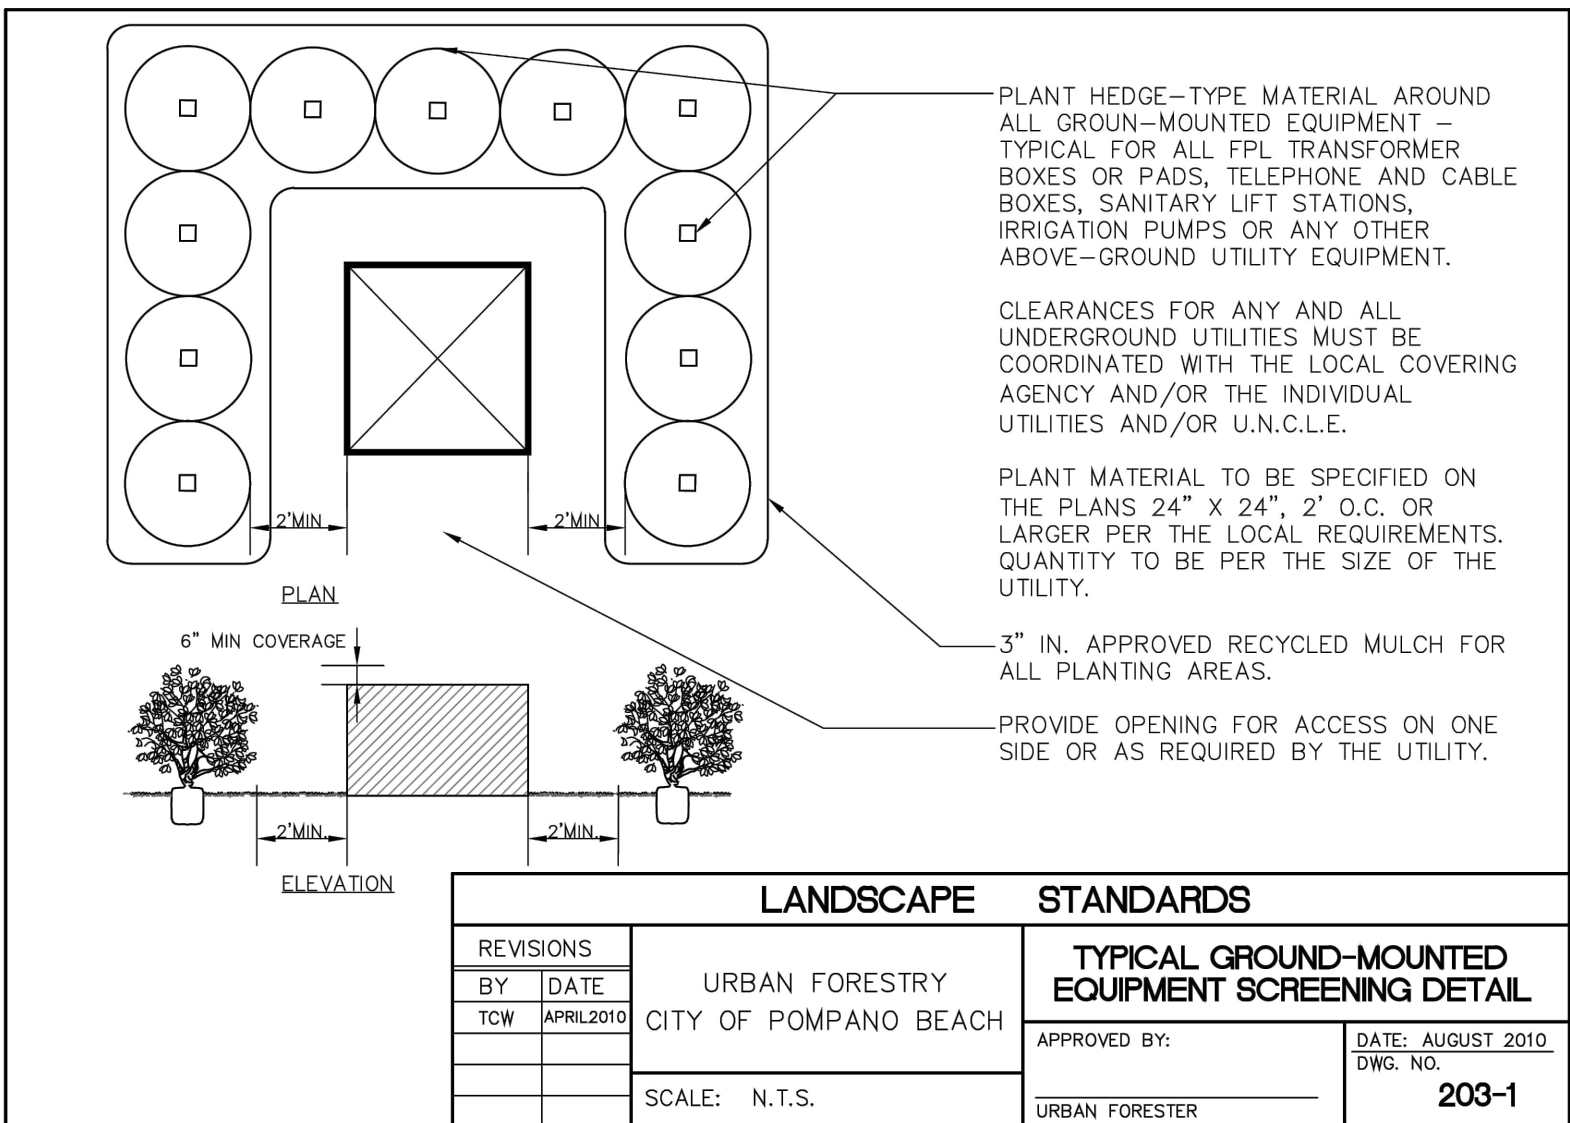 PLANT HEDGE-TYPE MATERIAL AROUND
ALL GROUN-MOUNTED EQUIPMENT -
TYPICAL FOR ALL FPL TRANSFORMER
BOXES OR PADS, TELEPHONE AND CABLE
BOXES, SANITARY LIFT STATIONS,
IRRIGATION PUMPS OR ANY OTHER
ABOVE-GROUND UTILITY EQUIPMENT.
CLEARANCES FOR ANY AND ALL
UNDERGROUND UTILITIES MUST BE
COORDINATED WITH THE LOCAL COVERING
AGENCY AND/OR THE INDIVIDUAL
UTILITIES AND/OR U.N.C.L.E.
PLANT MATERIAL TO BE SPECIFIED ON
THE PLANS 24" X 24", 2' O.C. OR
LARGER PER THE LOCAL REQUIREMENTS.
QUANTITY TO BE PER THE SIZE OF THE
UTILITY.
3" IN. APPROVED RECYCLED MULCH FOR
ALL PLANTING AREAS.
PROVIDE OPENING FOR ACCESS ON ONE
SIDE OR AS REQUIRED BY THE UTILITY.
2'MIN
2'MIN
PLAN
6" MIN COVERAGE
2'MIN.
2'MIN.
ELEVATION
LANDSCAPE STANDARDS
REVISIONS
BY DATE
TCW APRIL2010
URBAN FORESTRY
CITY OF POMPANO BEACH
SCALE: N.T.S.
TYPICAL GROUND-MOUNTED
EQUIPMENT SCREENING DETAIL
APPROVED BY:
URBAN FORESTER
DATE: AUGUST 2010
DWG. NO.
203-1